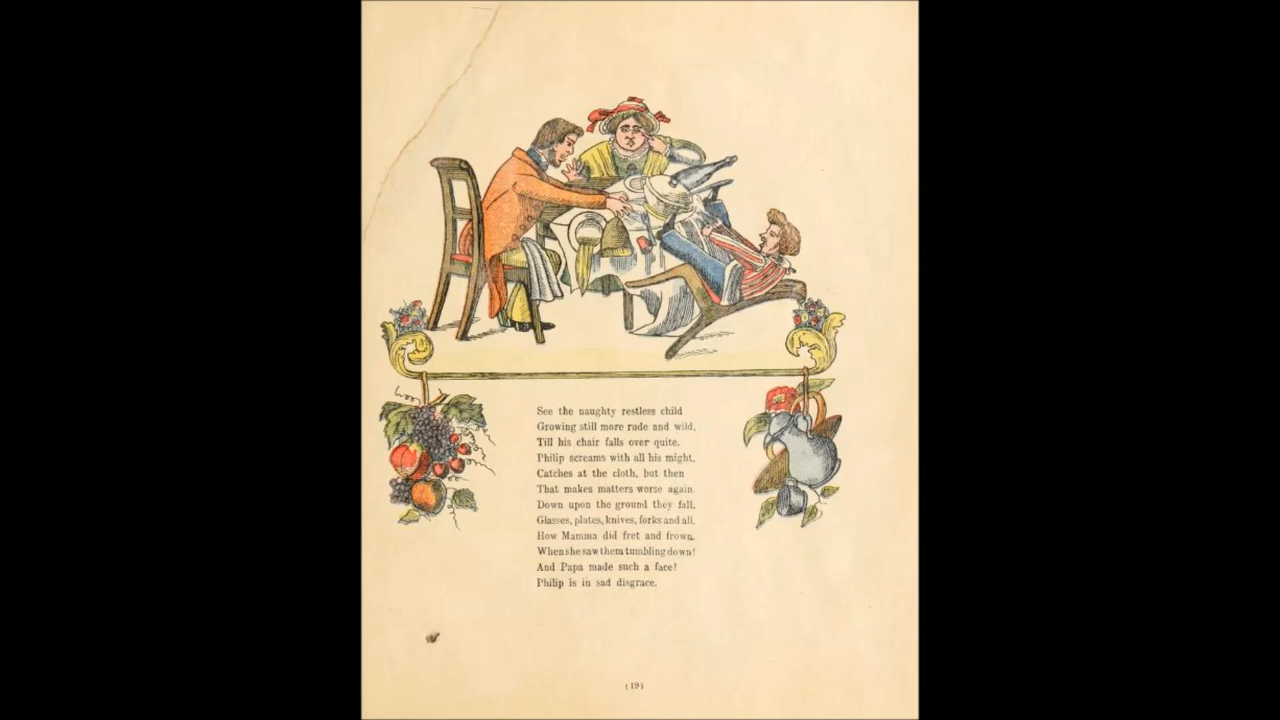 See the naughty restless child
Growing still more rude and wild,
Till his chair falls over quite.
Philip screams with all his might,
Catches at the cloth, but then
That makes matters worse again.
Down upon the ground they fall,
Glasses, plates, knives, forks and all.
How Mamma did fret and frown,
When she saw them tumbling down!
And Papa made such a face!
Philip is in sad disgrace.
(19)